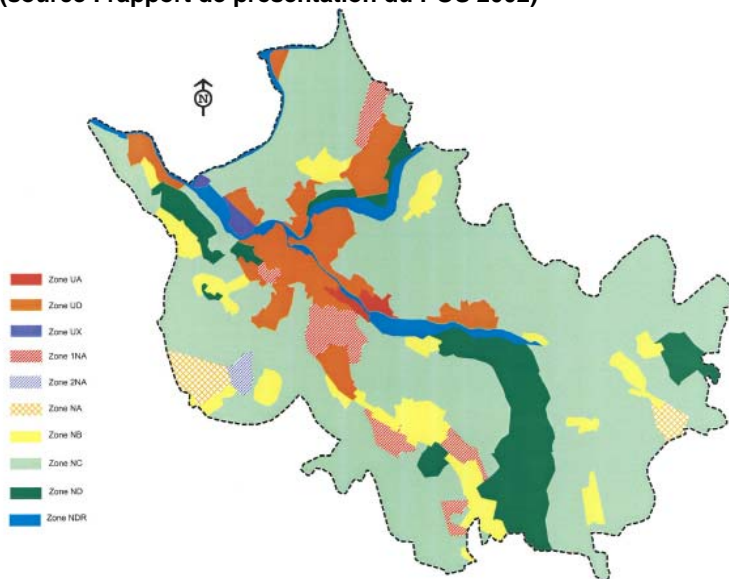 (source : rapport de présentation du POS 2002)
N
Zone UA
Zone UD
Zone UX
Zone 1NA
Zone 2NA
Zone NA
Zone NB
Zone NC
Zone ND
Zone NDR